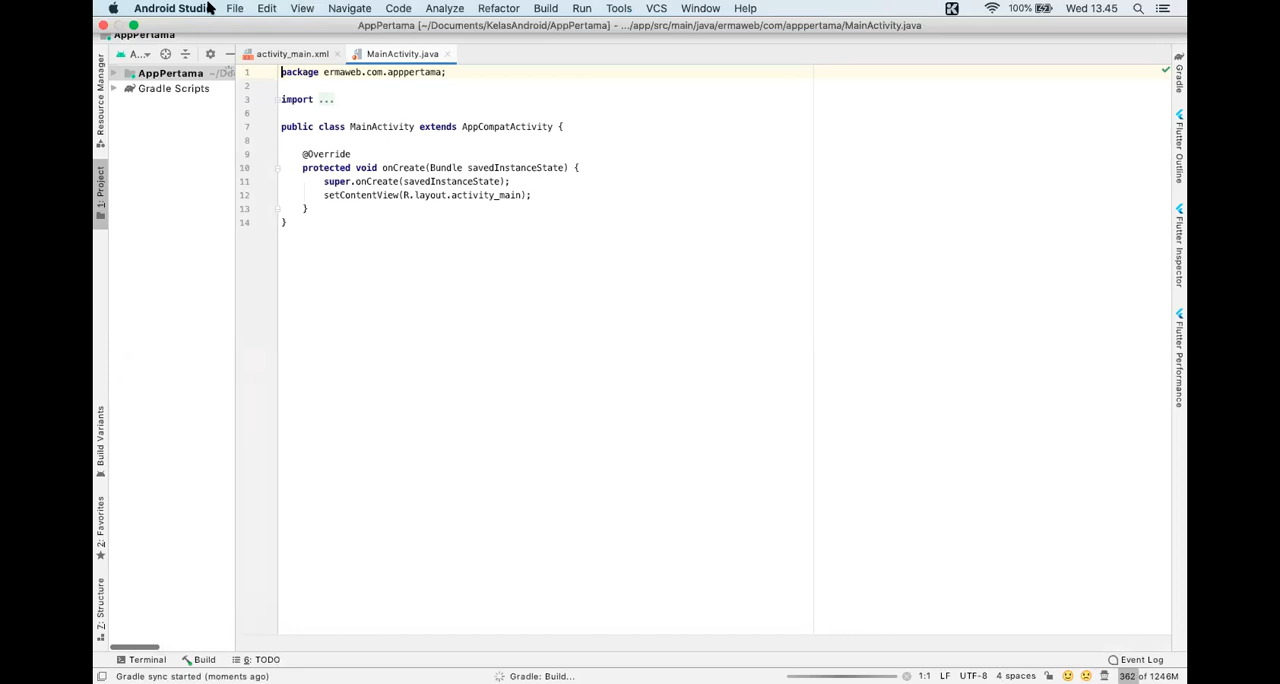 Android Studio File Edit View Navigate Code Analyze Refactor Build Run Tools VCS Window Help 100% Wed 13.45
AppPertama [~/Documents/KelasAndroid/AppPertama] - .../app/src/main/java/ermaweb/com/apppertama/MainActivity.java
AppPertama
A... activity_main.xml MainActivity.java
AppPertama ~/Do
Gradle Scripts
1 package ermaweb.com.apppertama;
2
3 import ...
6
7 public class MainActivity extends AppCompatActivity {
8
9 @Override
10 protected void onCreate(Bundle savedInstanceState) {
11 super.onCreate(savedInstanceState);
12 setContentView(R.layout.activity_main);
13 }
14 }
Resource Manager
1: Project
Build Variants
2: Favorites
7: Structure
Gradle
Flutter Outline
Flutter Inspector
Flutter Performance
Terminal Build 6: TODO Event Log
Gradle sync started (moments ago) Gradle: Build... 1:1 LF UTF-8 4 spaces 362 of 1246M